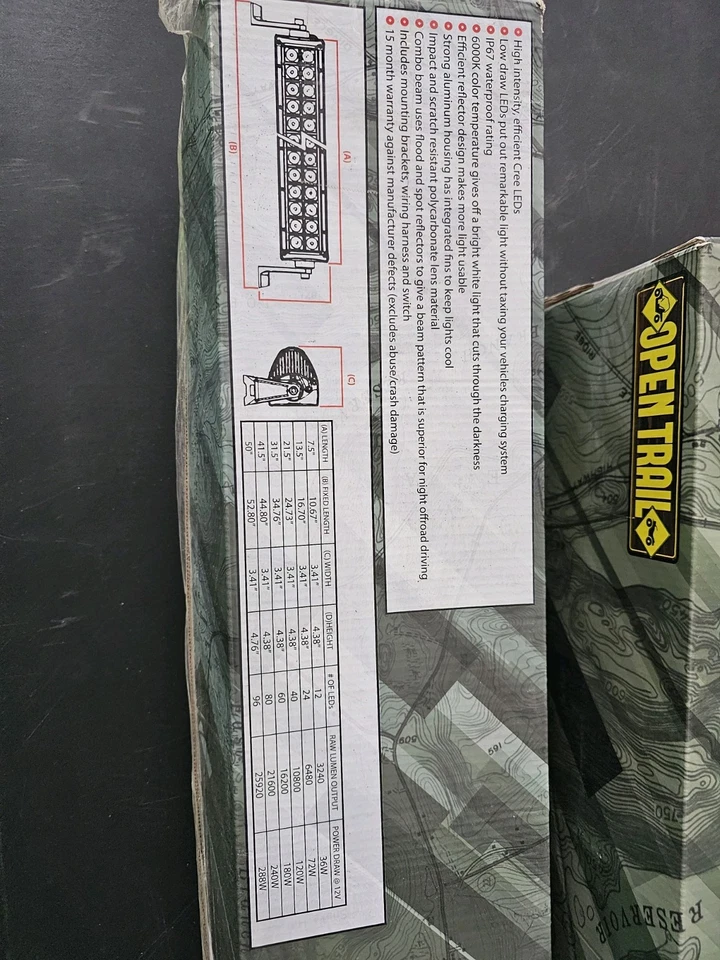 High intensity, efficient Cree LEDs
Low draw LEDs put out remarkable light without taxing your vehicles charging system
IP67 waterproof rating
6000K color temperature gives off a bright white light that cuts through the darkness
Efficient reflector design makes more light usable
Strong aluminum housing has integrated fins to keep lights cool
Impact and scratch resistant polycarbonate lens material
Combo beam uses flood and spot reflectors to give a beam pattern that is superior for night offroad driving
Includes mounting brackets, wiring harness and switch
15 month warranty against manufacturer defects (excludes abuse/crash damage)
(A)
(B)
(C)
(A) LENGTH (B) FIXED LENGTH (C) WIDTH (D)HEIGHT # OF LEDs RAW LUMEN OUTPUT POWER DRAW @ 12V
7.5" 10.67" 3.41" 4.38" 12 3240 36W
13.5" 16.70" 3.41" 4.38" 24 6480 72W
21.5" 24.73" 3.41" 4.38" 40 10800 120W
31.5" 34.76" 3.41" 4.38" 60 16200 180W
41.5" 44.80" 3.41" 4.38" 80 21600 240W
50" 52.80" 3.41" 4.76" 96 25920 288W
OPEN TRAIL
RESERVOIR
609
591
750